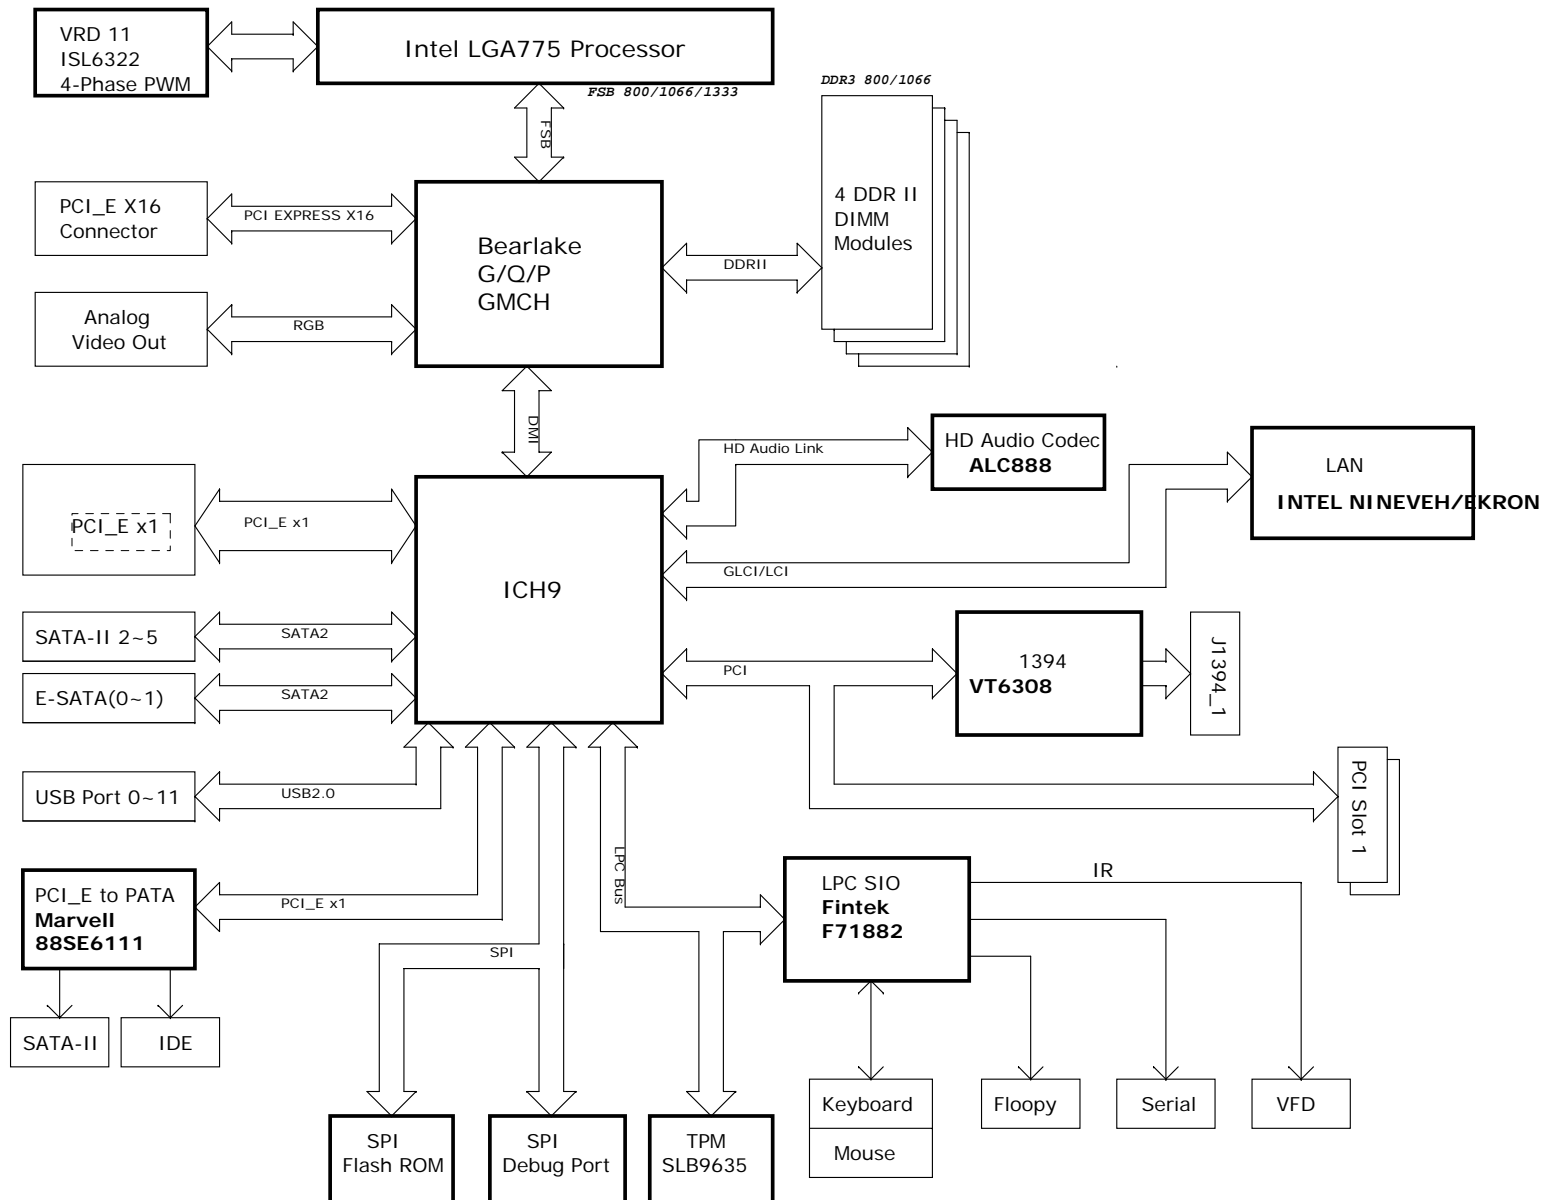 VRD 11
ISL6322
4-Phase PWM
Intel LGA775 Processor
FSB 800/1066/1333
DDR3 800/1066
FSB
PCI_E X16
Connector
PCI EXPRESS X16
Bearlake
G/Q/P
GMCH
DDRII
4 DDR II
DIMM
Modules
Analog
Video Out
RGB
DMI
HD Audio Link
HD Audio Codec
ALC888
LAN
INTEL NINEVEH/EKRON
PCI_E x1
PCI_E x1
ICH9
GLCI/LCI
SATA-II 2~5
SATA2
E-SATA(0~1)
SATA2
PCI
1394
VT6308
J1394_1
USB Port 0~11
USB2.0
PCI Slot 1
PCI_E to PATA
Marvell
88SE6111
PCI_E x1
LPC Bus
LPC SIO
Fintek
F71882
IR
SPI
SATA-II
IDE
Keyboard
Mouse
Floopy
Serial
VFD
SPI
Flash ROM
SPI
Debug Port
TPM
SLB9635